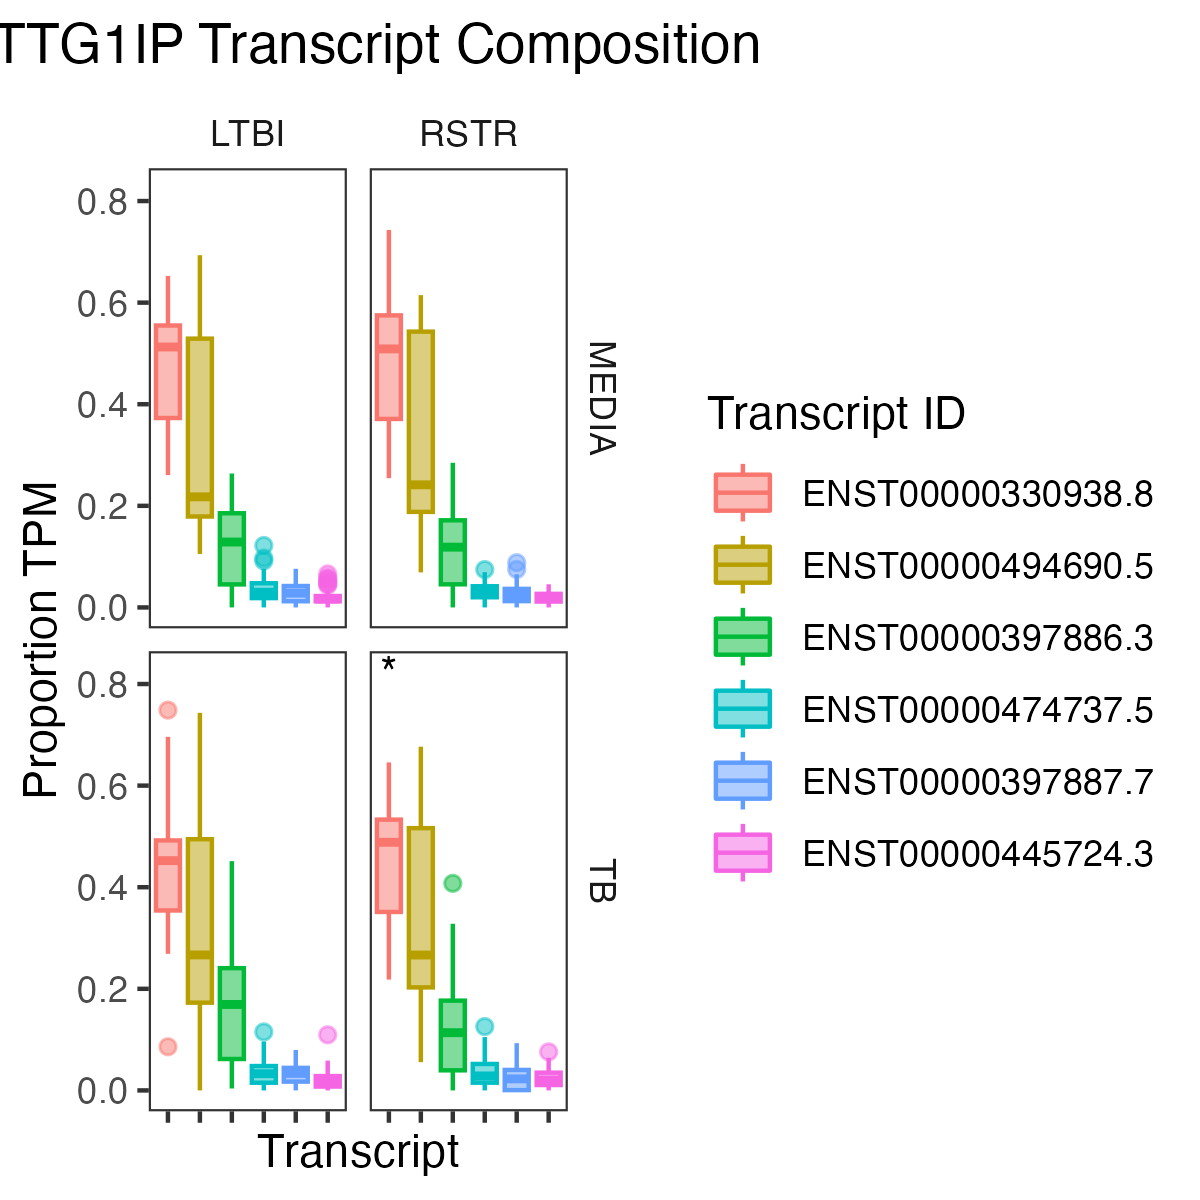 TTG1IP Transcript Composition
LTBI
RSTR
0.8
0.6
0.4
0.2
0.0
MEDIA
*
0.8
0.6
0.4
0.2
0.0
TB
Proportion TPM
Transcript
Transcript ID
ENST00000330938.8
ENST00000494690.5
ENST00000397886.3
ENST00000474737.5
ENST00000397887.7
ENST00000445724.3